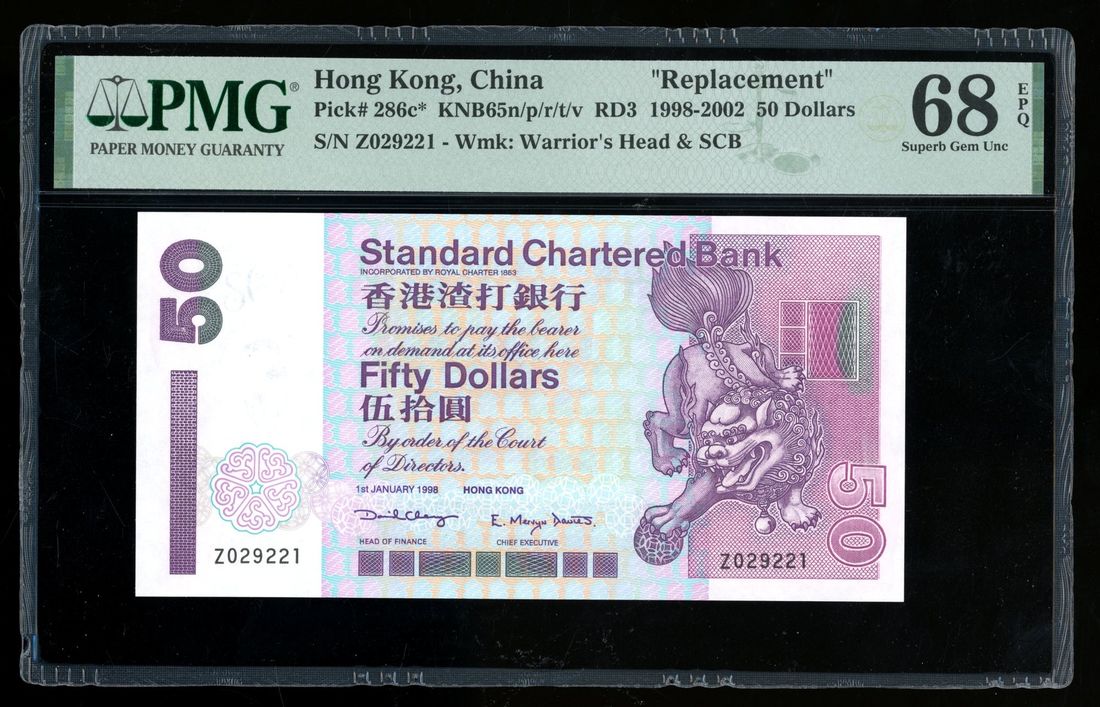 PMG®
PAPER MONEY GUARANTY
Hong Kong, China "Replacement"
Pick# 286c* KNB65n/p/r/t/v RD3 1998-2002 50 Dollars
S/N Z029221 - Wmk: Warrior's Head & SCB
68
EPQ
Superb Gem Unc
50
Standard Chartered Bank
INCORPORATED BY ROYAL CHARTER 1853
香港渣打銀行
Promises to pay the bearer
on demand at its office here
Fifty Dollars
伍拾圓
By order of the Court
of Directors.
1st JANUARY 1998 HONG KONG
David Chang E. Mervyn Davies.
HEAD OF FINANCE CHIEF EXECUTIVE
Z029221
Z029221
50